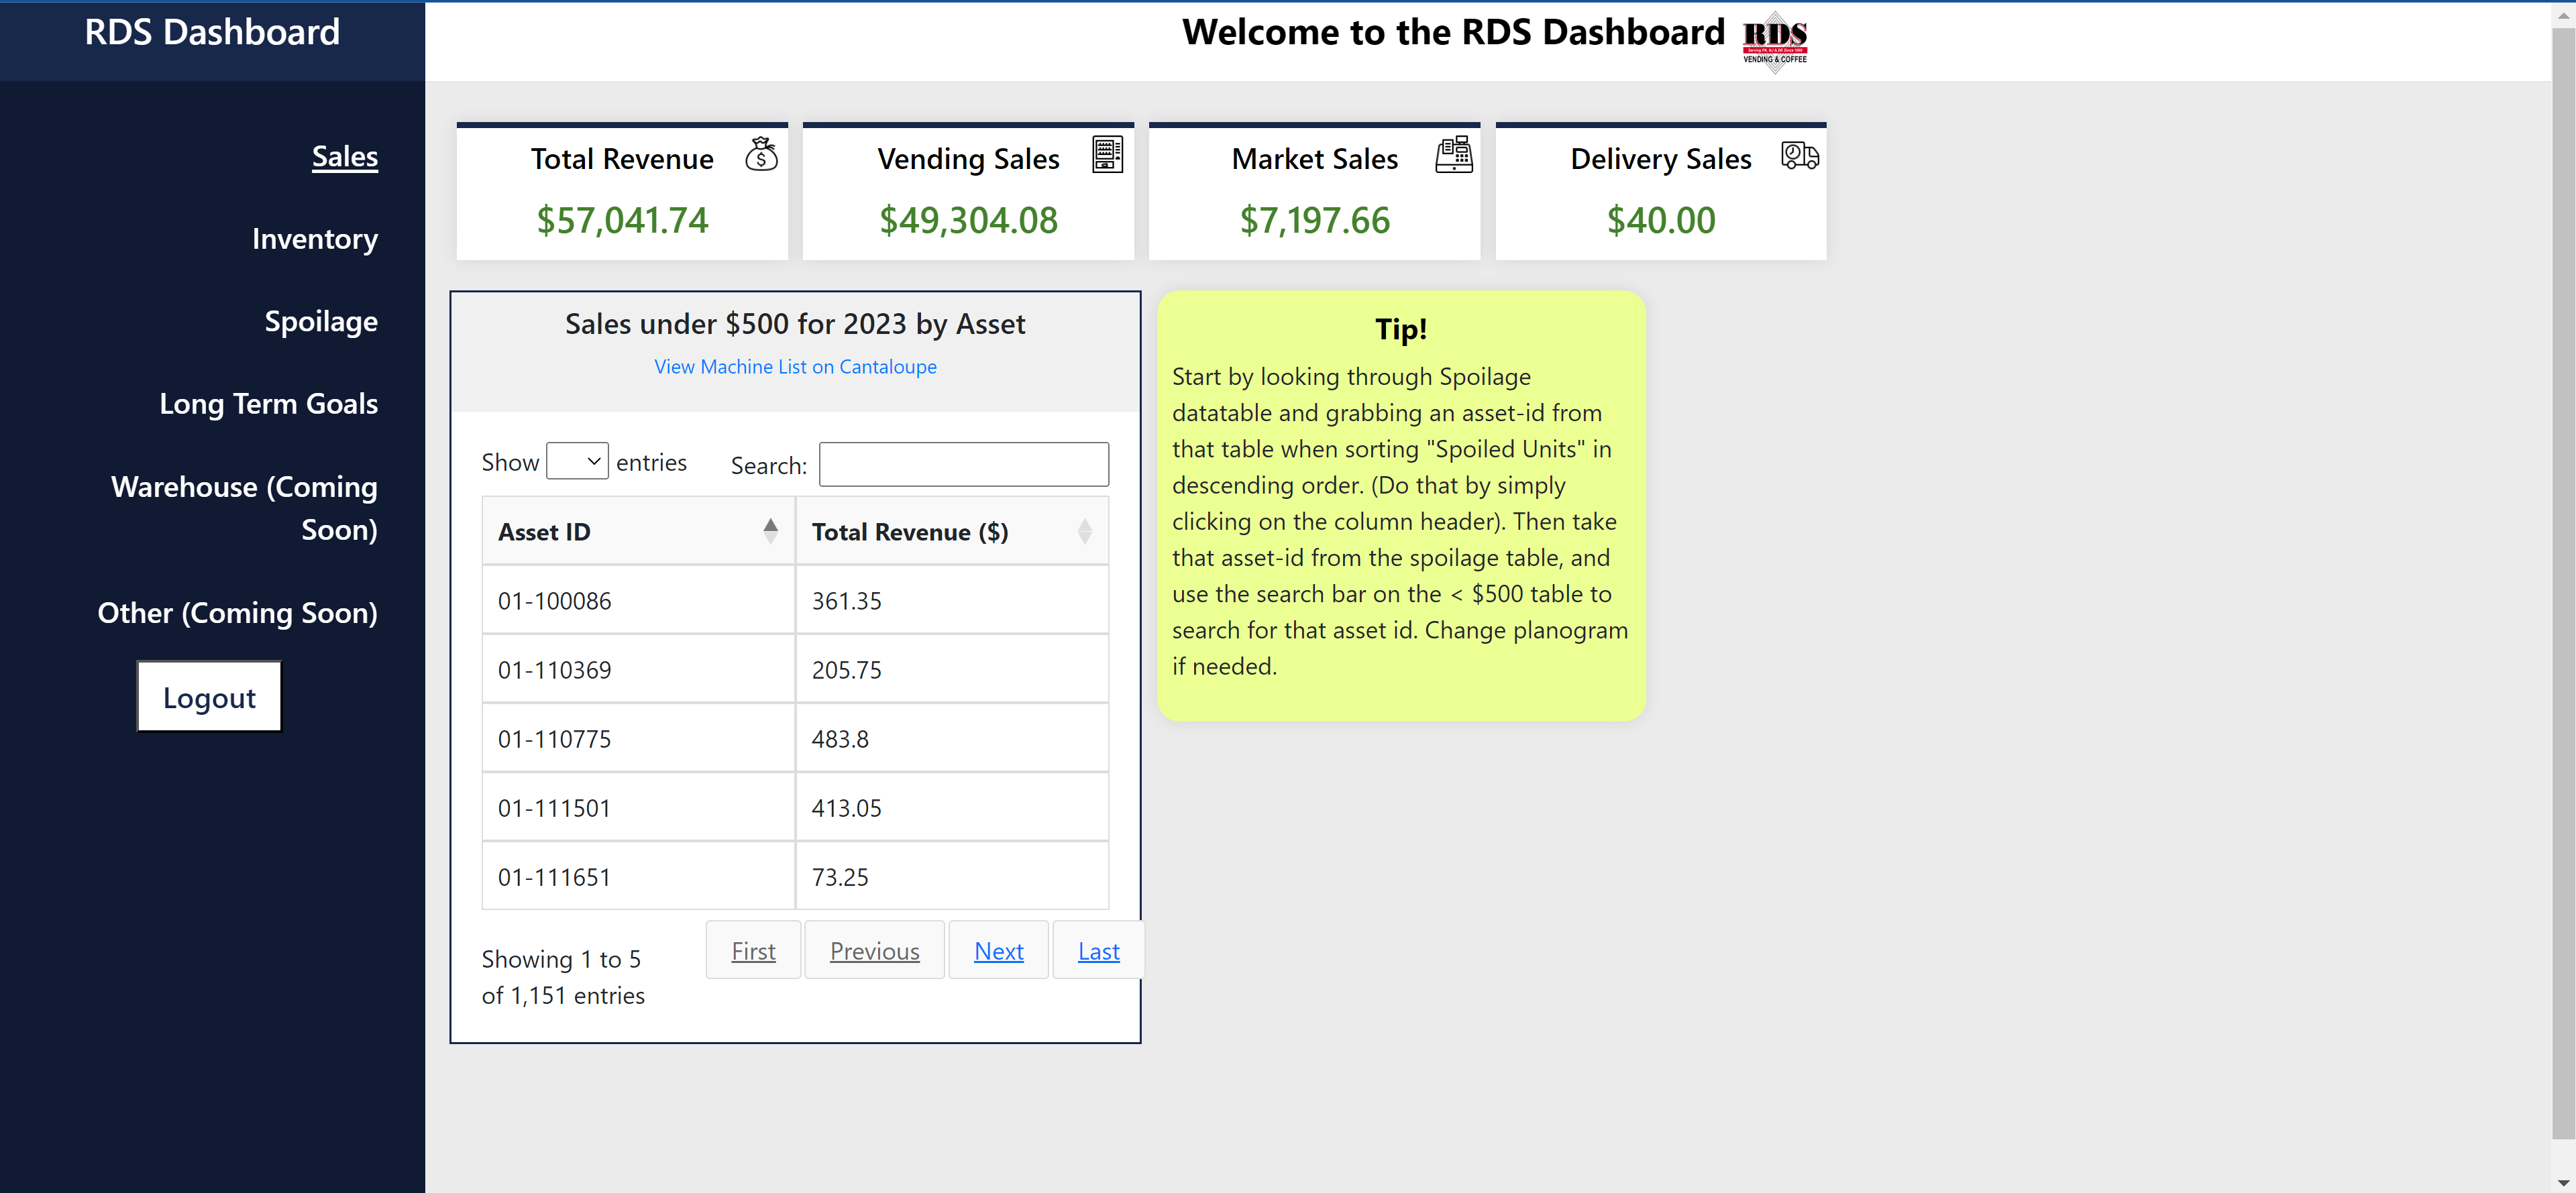 RDS Dashboard
Welcome to the RDS Dashboard
RDS
VENDING & COFFEE
Sales
Inventory
Spoilage
Long Term Goals
Warehouse (Coming
Soon)
Other (Coming Soon)
Logout
Total Revenue
$57,041.74
Vending Sales
$49,304.08
Market Sales
$7,197.66
Delivery Sales
$40.00
Sales under $500 for 2023 by Asset
View Machine List on Cantaloupe
Show entries Search:
Asset ID Total Revenue ($)
01-100086 361.35
01-110369 205.75
01-110775 483.8
01-111501 413.05
01-111651 73.25
Showing 1 to 5
of 1,151 entries
First Previous Next Last
Tip!
Start by looking through Spoilage
datatable and grabbing an asset-id from
that table when sorting "Spoiled Units" in
descending order. (Do that by simply
clicking on the column header). Then take
that asset-id from the spoilage table, and
use the search bar on the < $500 table to
search for that asset id. Change planogram
if needed.